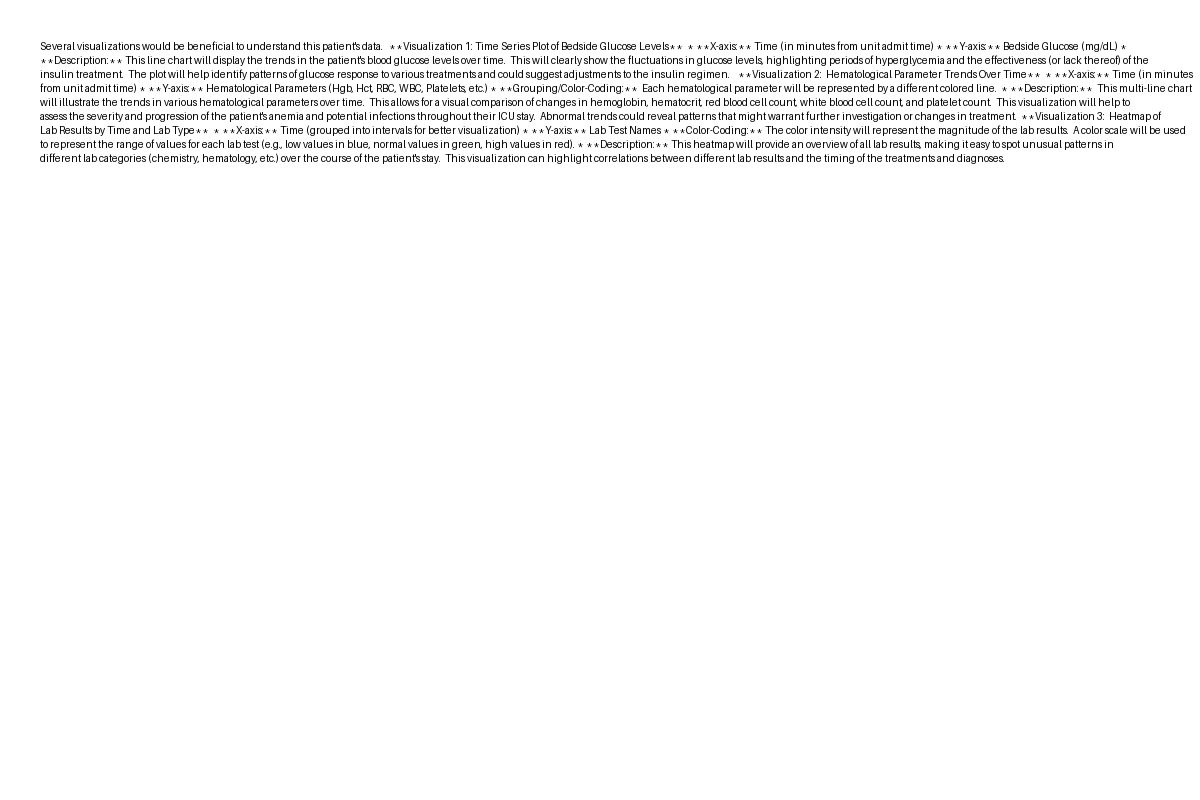 Several visualizations would be beneficial to understand this patient's data.   **Visualization 1: Time Series Plot of Bedside Glucose Levels**  * **X-axis:** Time (in minutes from unit admit time) * **Y-axis:** Bedside Glucose (mg/dL) *
**Description:** This line chart will display the trends in the patient's blood glucose levels over time.  This will clearly show the fluctuations in glucose levels, highlighting periods of hyperglycemia and the effectiveness (or lack thereof) of the
insulin treatment.  The plot will help identify patterns of glucose response to various treatments and could suggest adjustments to the insulin regimen.   **Visualization 2:  Hematological Parameter Trends Over Time**  * **X-axis:** Time (in minutes
from unit admit time) * **Y-axis:** Hematological Parameters (Hgb, Hct, RBC, WBC, Platelets, etc.) * **Grouping/Color-Coding:**  Each hematological parameter will be represented by a different colored line.  * **Description:**  This multi-line chart
will illustrate the trends in various hematological parameters over time.  This allows for a visual comparison of changes in hemoglobin, hematocrit, red blood cell count, white blood cell count, and platelet count.  This visualization will help to
assess the severity and progression of the patient's anemia and potential infections throughout their ICU stay.  Abnormal trends could reveal patterns that might warrant further investigation or changes in treatment.  **Visualization 3:  Heatmap of
Lab Results by Time and Lab Type**  * **X-axis:** Time (grouped into intervals for better visualization) * **Y-axis:** Lab Test Names * **Color-Coding:** The color intensity will represent the magnitude of the lab results.  A color scale will be used
to represent the range of values for each lab test (e.g., low values in blue, normal values in green, high values in red). * **Description:** This heatmap will provide an overview of all lab results, making it easy to spot unusual patterns in
different lab categories (chemistry, hematology, etc.) over the course of the patient's stay.  This visualization can highlight correlations between different lab results and the timing of the treatments and diagnoses.